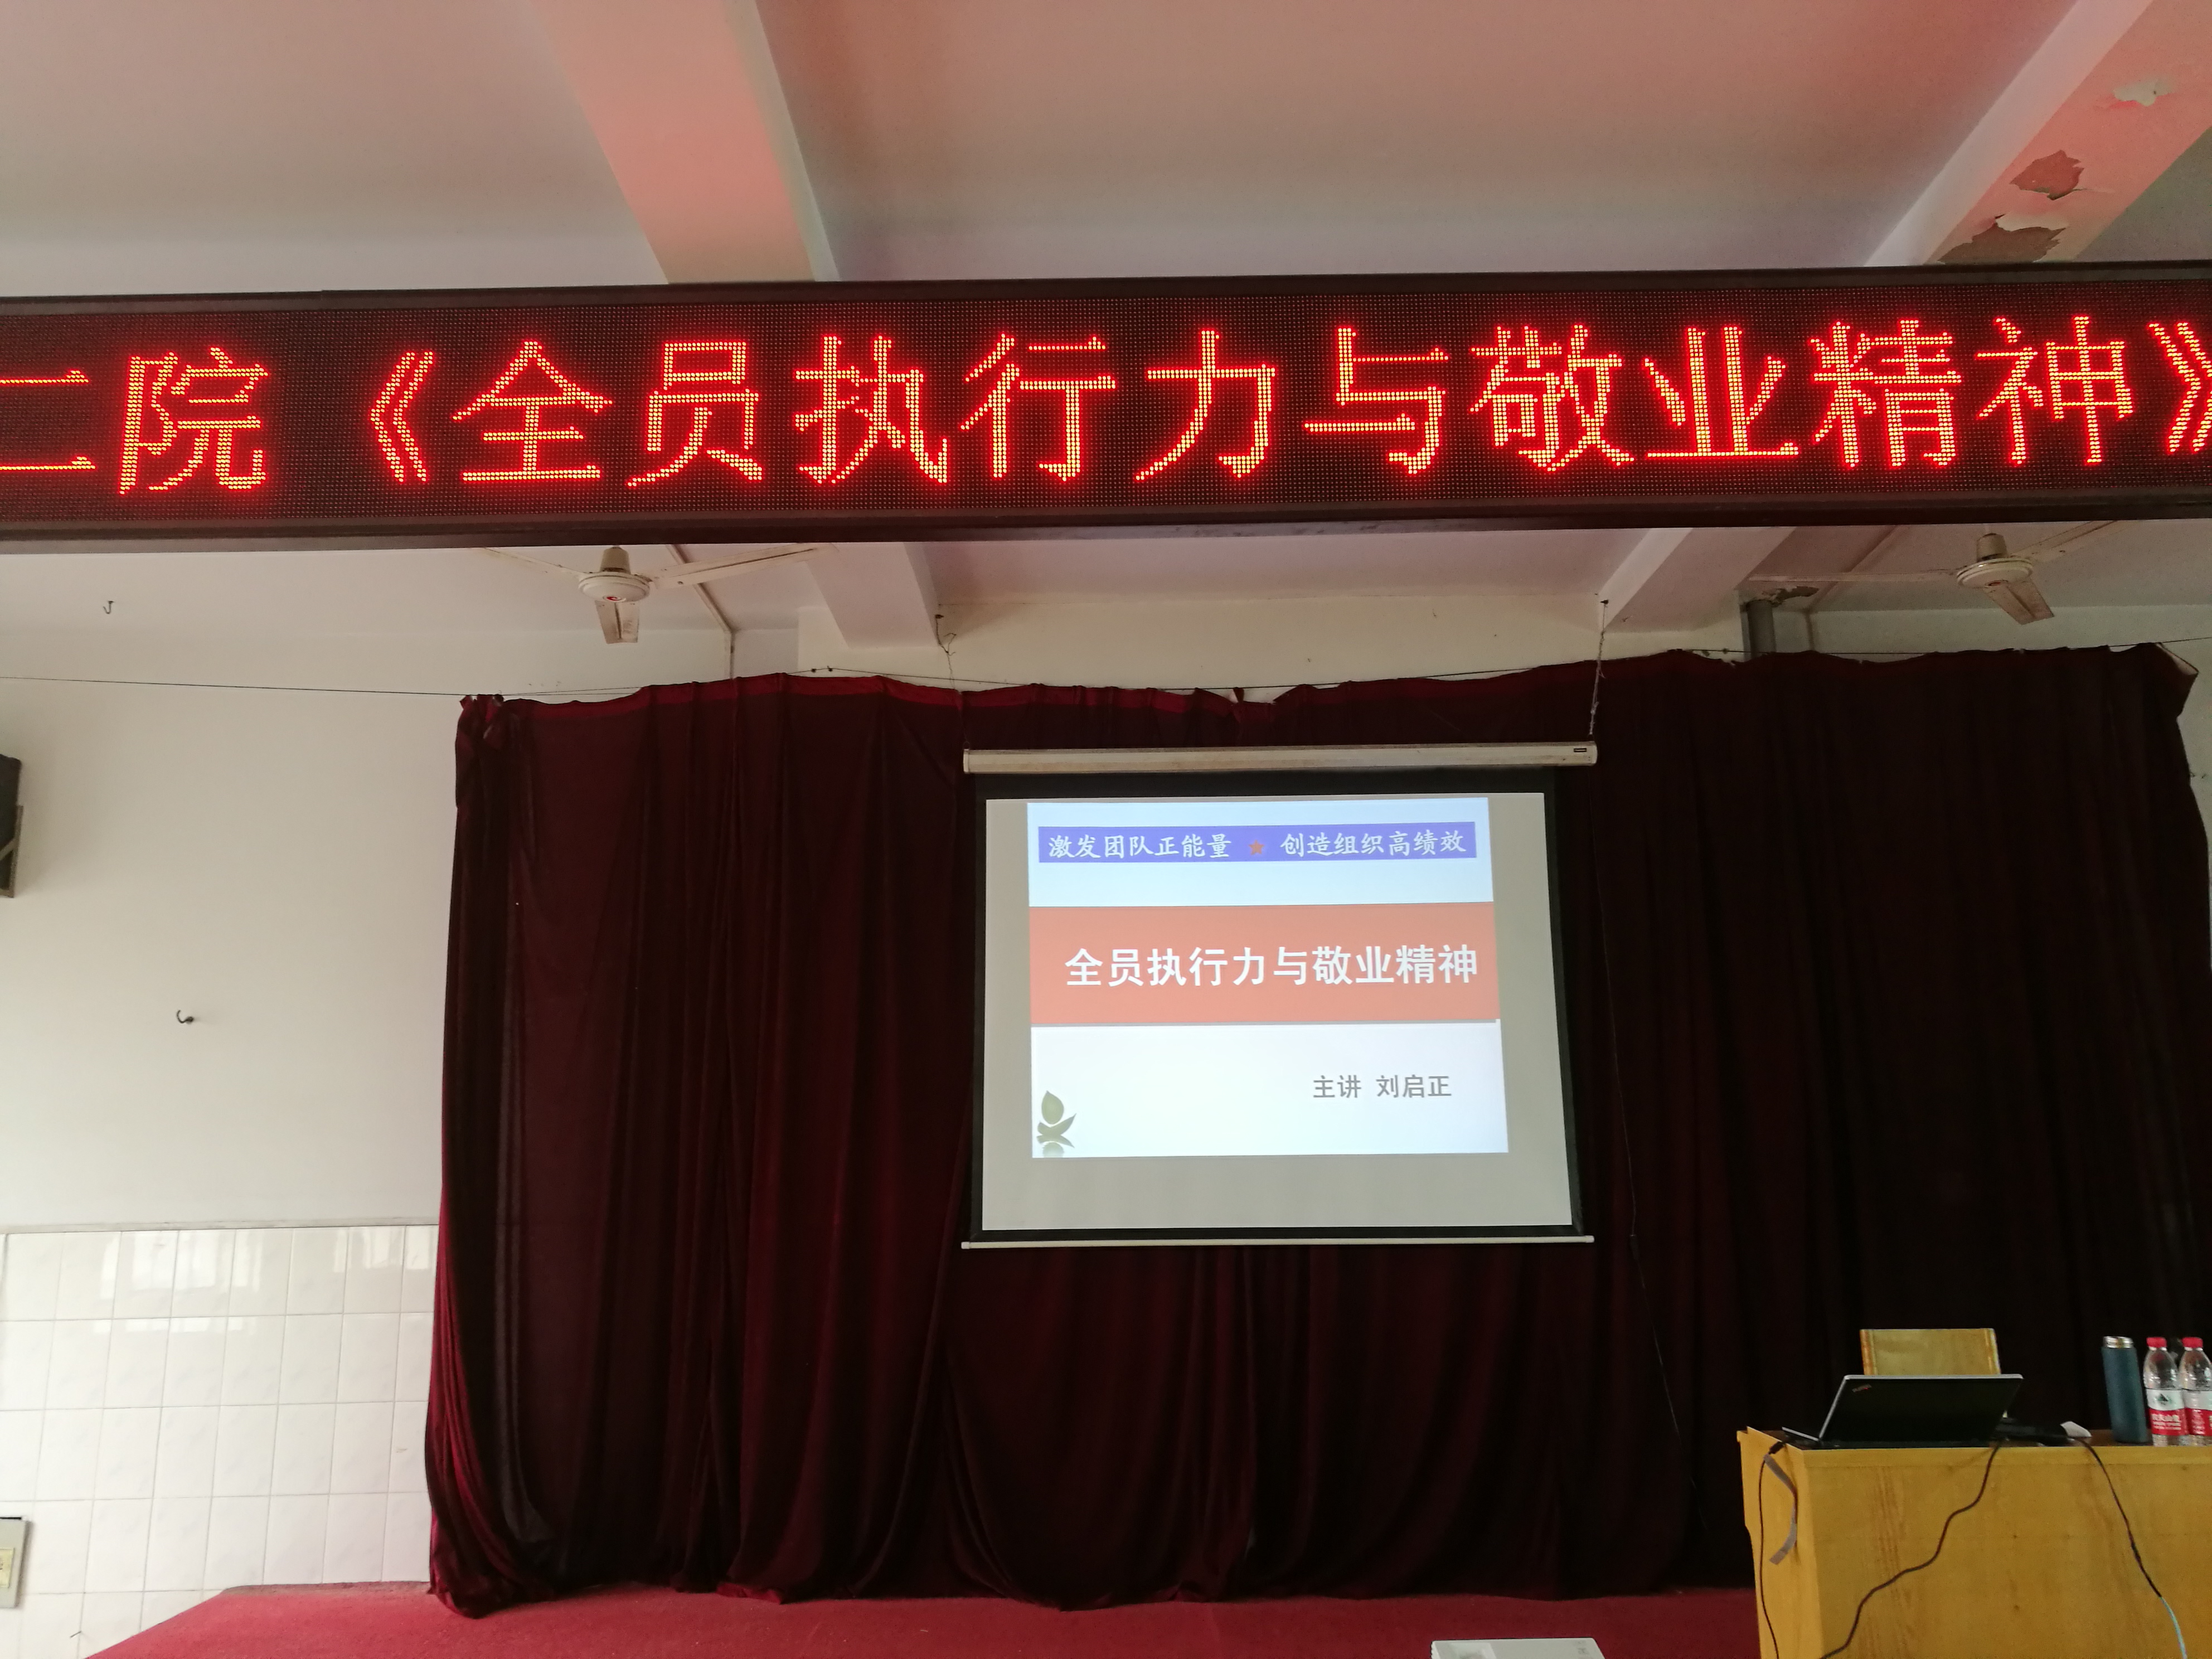 二院《全员执行力与敬业精神》
激发团队正能量 ★ 创造组织高绩效
全员执行力与敬业精神
主讲 刘启正